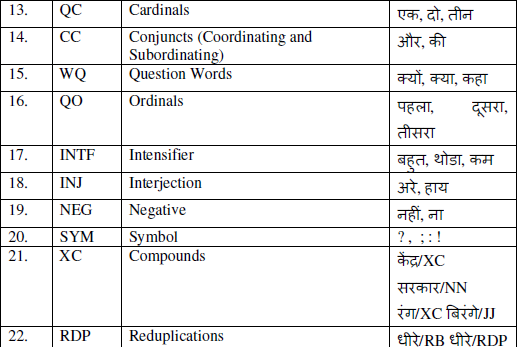 13. QC Cardinals एक, दो, तीन
14. CC Conjuncts (Coordinating and Subordinating) और, की
15. WQ Question Words क्यों, क्या, कहा
16. QO Ordinals पहला, दूसरा, तीसरा
17. INTF Intensifier बहुत, थोडा, कम
18. INJ Interjection अरे, हाय
19. NEG Negative नहीं, ना
20. SYM Symbol ? , ; : !
21. XC Compounds केंद्र/XC सरकार/NN रंग/XC बिरंगे/JJ
22. RDP Reduplications धीरे/RB धीरे/RDP